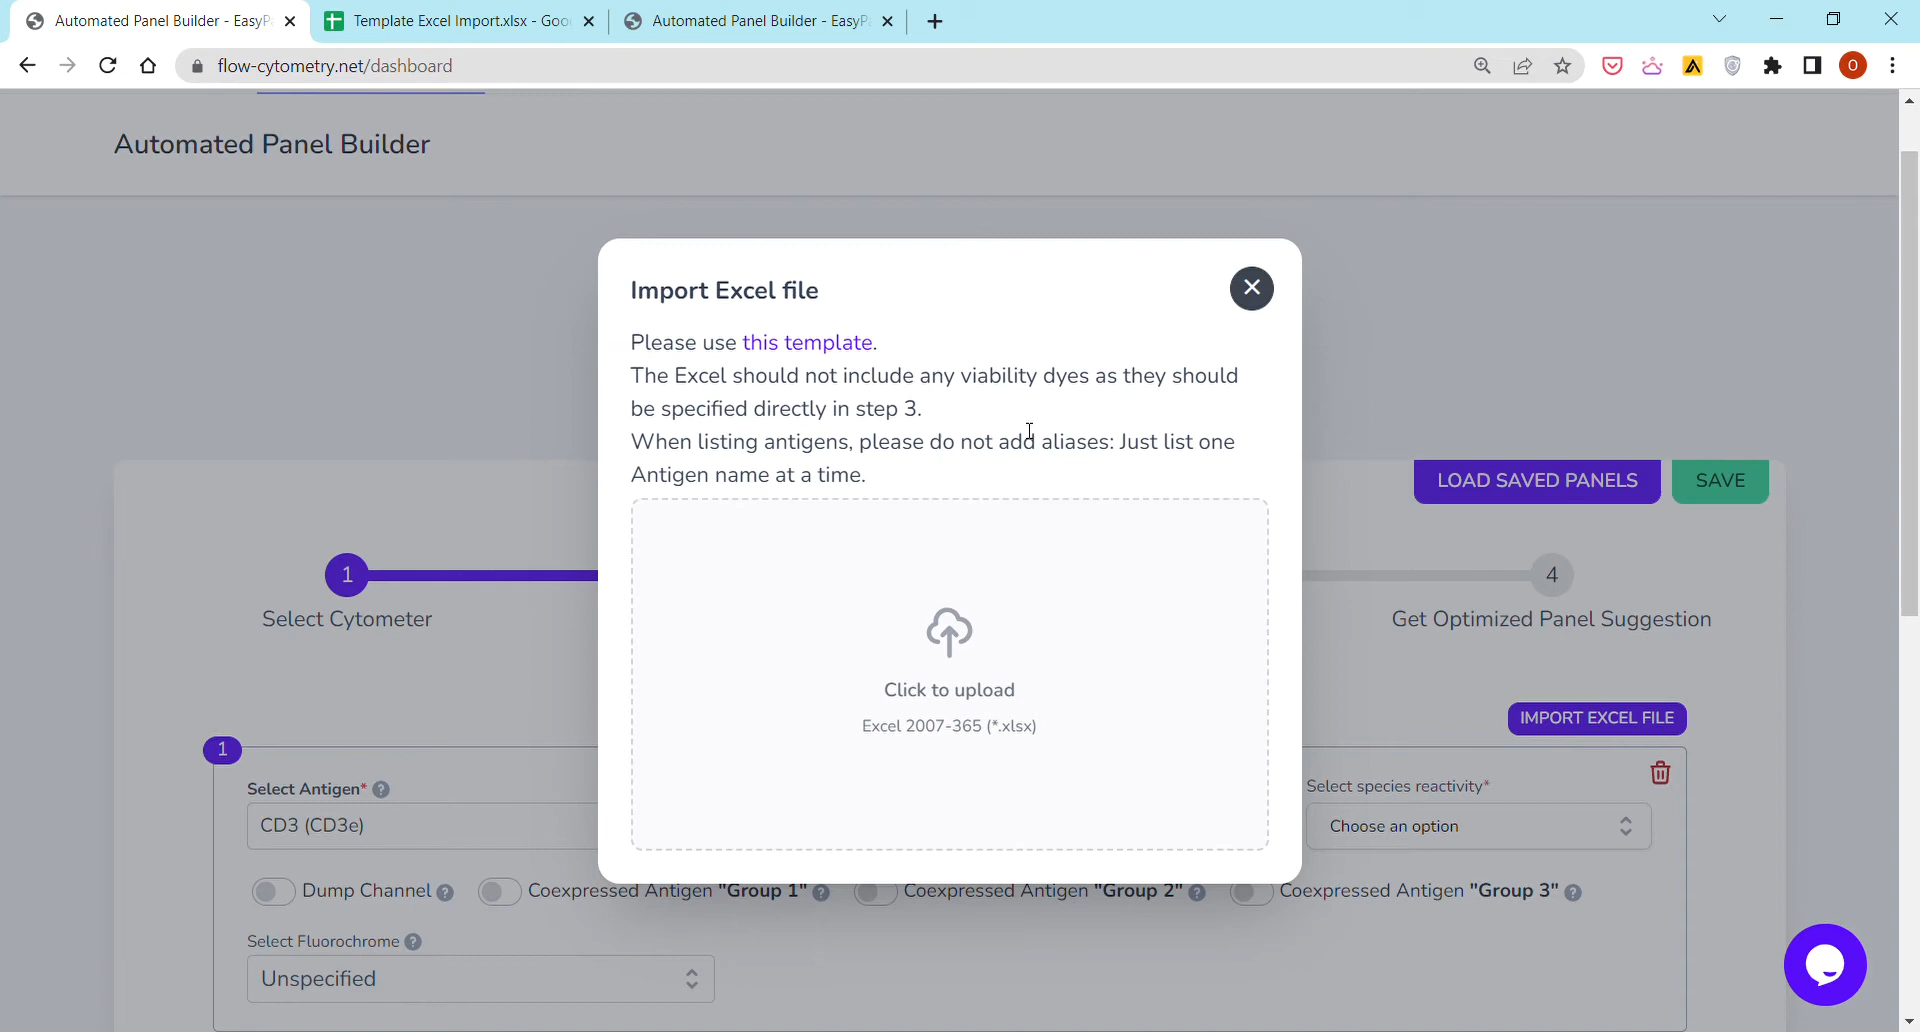 Automated Panel Builder - EasyP
Template Excel Import.xlsx - Goo
Automated Panel Builder - EasyP
flow-cytometry.net/dashboard
O
Automated Panel Builder
Import Excel file
Please use this template.
The Excel should not include any viability dyes as they should
be specified directly in step 3.
When listing antigens, please do not add aliases: Just list one
Antigen name at a time.
LOAD SAVED PANELS
SAVE
1
4
Select Cytometer
Get Optimized Panel Suggestion
Click to upload
Excel 2007-365 (*.xlsx)
IMPORT EXCEL FILE
1
Select Antigen* ?
Select species reactivity*
CD3 (CD3e)
Choose an option
Dump Channel ?
Coexpressed Antigen "Group 1" ?
Coexpressed Antigen "Group 2" ?
Coexpressed Antigen "Group 3" ?
Select Fluorochrome ?
Unspecified